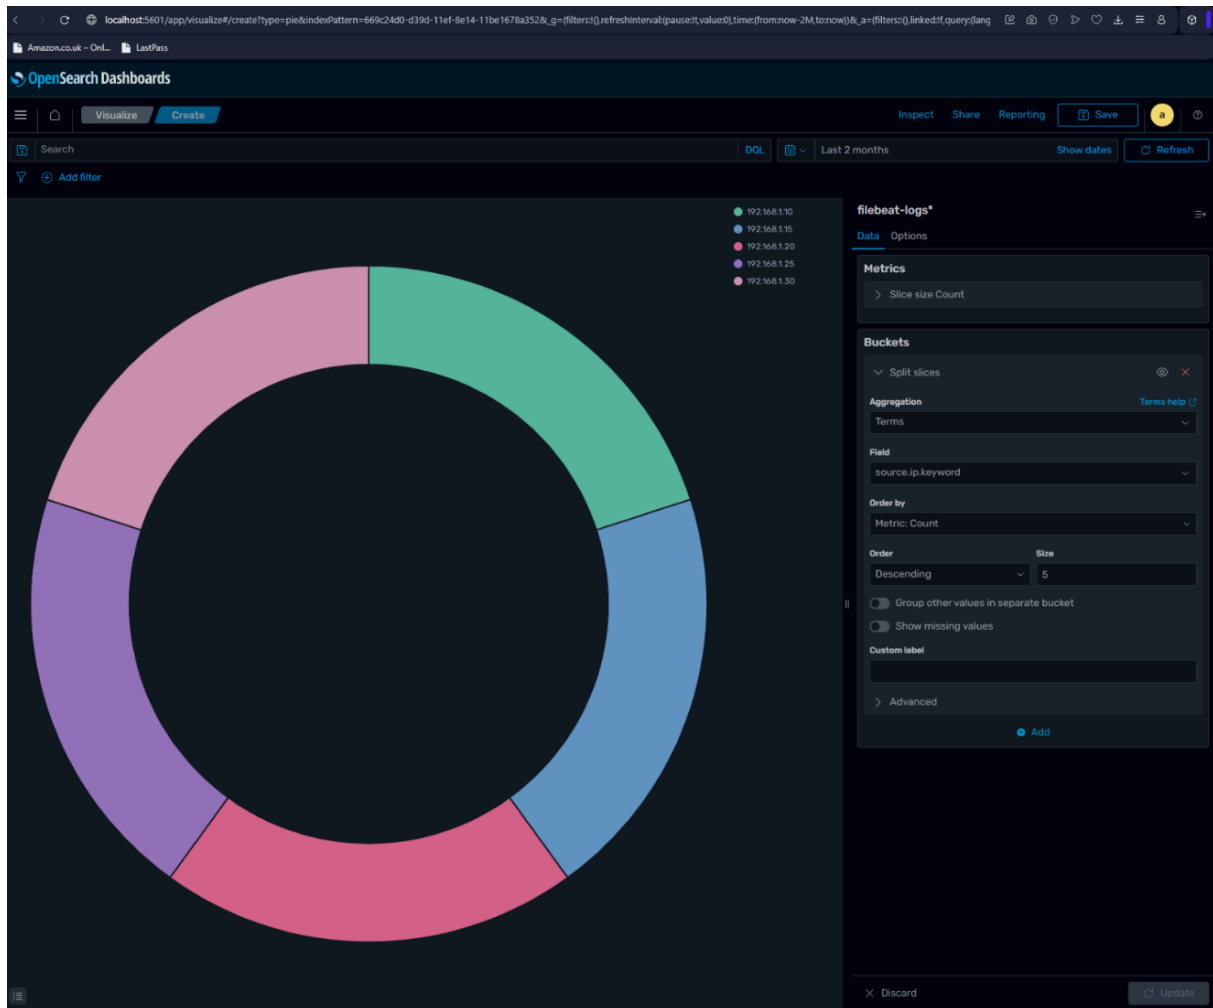 localhost:5601/app/visualize#/create?type=pie&indexPattern=669c24d0-d39d-11ef-8e14-11be1678a352&_g=(filters:!(),refreshInterval:(pause:!t,value:0),time:(from:now-2M,to:now))&_a=(filters:!(),linked:!f,query:(lang
Amazon.co.uk – Onl... LastPass
OpenSearch Dashboards
Visualize Create Inspect Share Reporting Save a
Search DQL Last 2 months Show dates Refresh
Add filter
192.168.1.10
192.168.1.15
192.168.1.20
192.168.1.25
192.168.1.30
filebeat-logs*
Data Options
Metrics
Slice size Count
Buckets
Split slices
Aggregation Terms help
Terms
Field
source.ip.keyword
Order by
Metric: Count
Order Size
Descending 5
Group other values in separate bucket
Show missing values
Custom label
Advanced
Add
Discard Update